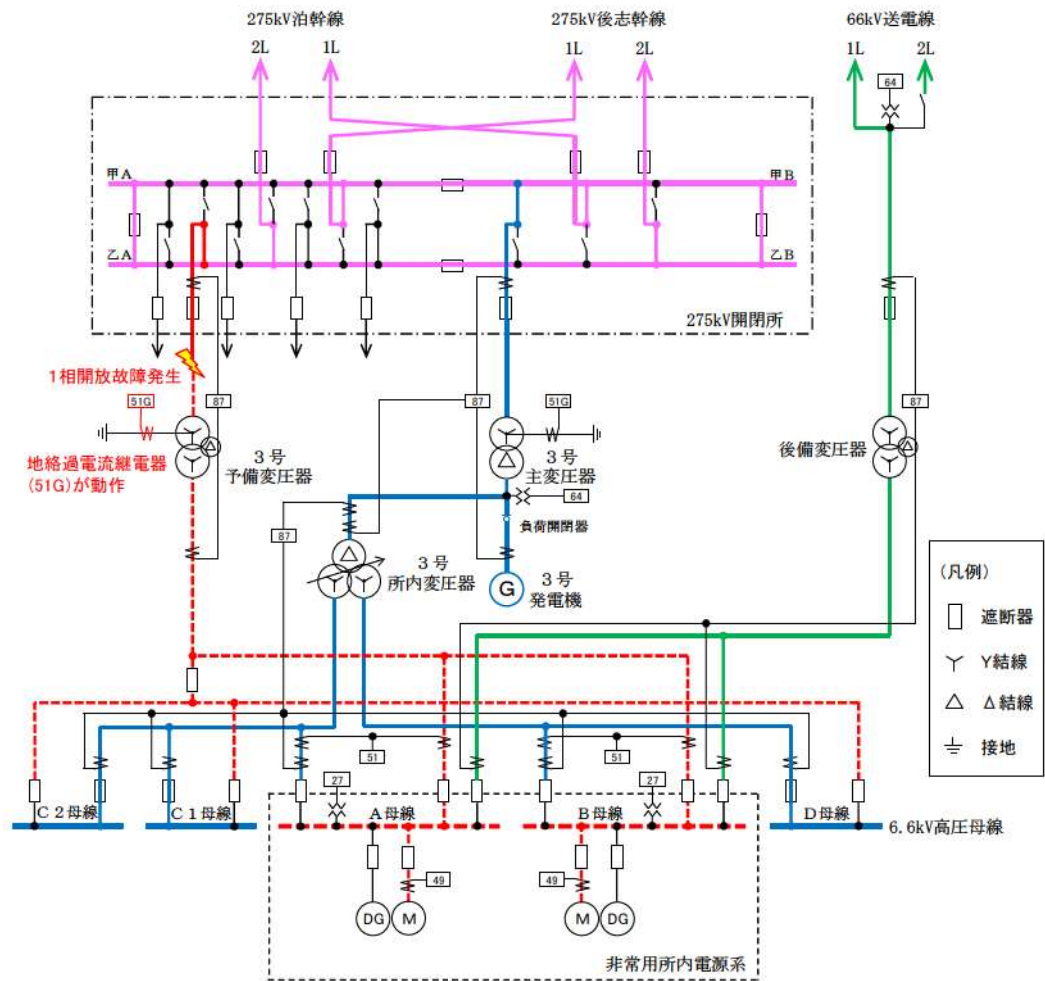 275kV泊幹線
275kV後志幹線
66kV送電線
2L
1L
1L
2L
1L
2L
64
甲A
甲B
乙A
乙B
275kV開閉所
1相開放故障発生
51G
87
87
51G
87
地絡過電流継電器
(51G)が動作
3号
予備変圧器
3号
主変圧器
後備変圧器
64
87
負荷開閉器
3号
所内変圧器
G
3号
発電機
(凡例)
遮断器
Y結線
Δ結線
接地
51
51
27
27
C2母線
C1母線
A母線
B母線
D母線
6.6kV高圧母線
49
49
DG
M
M
DG
非常用所内電源系